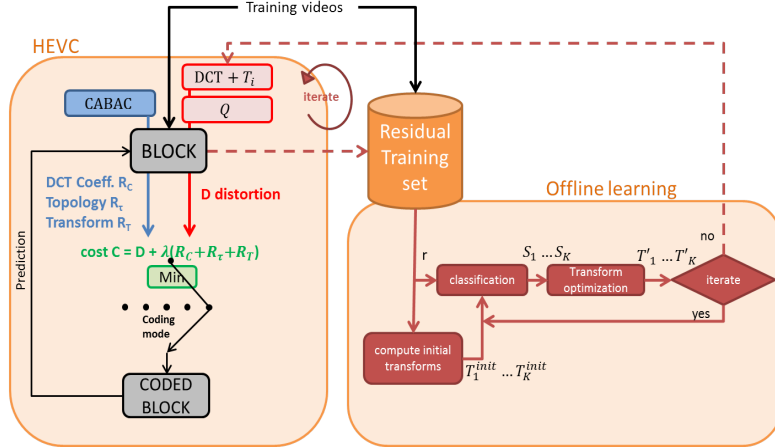 Training videos
HEVC
DCT + T_i
iterate
CABAC
Q
Residual
Training
set
BLOCK
DCT Coeff. R_C
Topology R_τ
Transform R_T
D distortion
Offline learning
Prediction
cost C = D + λ(R_C+R_τ+R_T)
Min
Coding
mode
CODED
BLOCK
r
S_1 …S_K
T'_1 …T'_K
no
classification
Transform
optimization
iterate
yes
compute initial
transforms
T_1^{init} …T_K^{init}